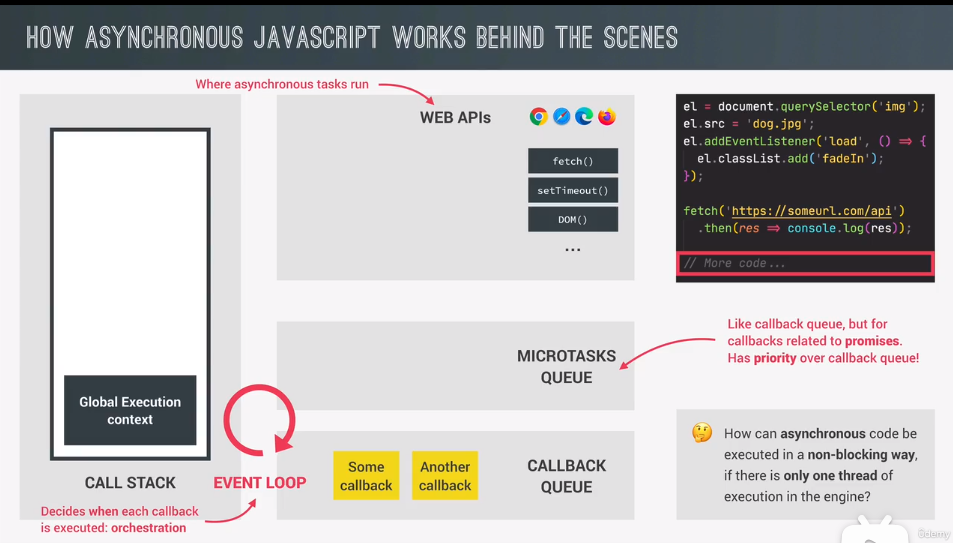 HOW ASYNCHRONOUS JAVASCRIPT WORKS BEHIND THE SCENES
Where asynchronous tasks run
WEB APIs
fetch()
setTimeout()
DOM()
...
el = document.querySelector('img');
el.src = 'dog.jpg';
el.addEventListener('load', () => {
el.classList.add('fadeIn');
});
fetch('https://someurl.com/api')
.then(res => console.log(res));
// More code...
Like callback queue, but for
callbacks related to promises.
Has priority over callback queue!
MICROTASKS
QUEUE
Global Execution
context
CALL STACK
EVENT LOOP
Decides when each callback
is executed: orchestration
Some
callback
Another
callback
CALLBACK
QUEUE
How can asynchronous code be
executed in a non-blocking way,
if there is only one thread of
execution in the engine?
ûdemy